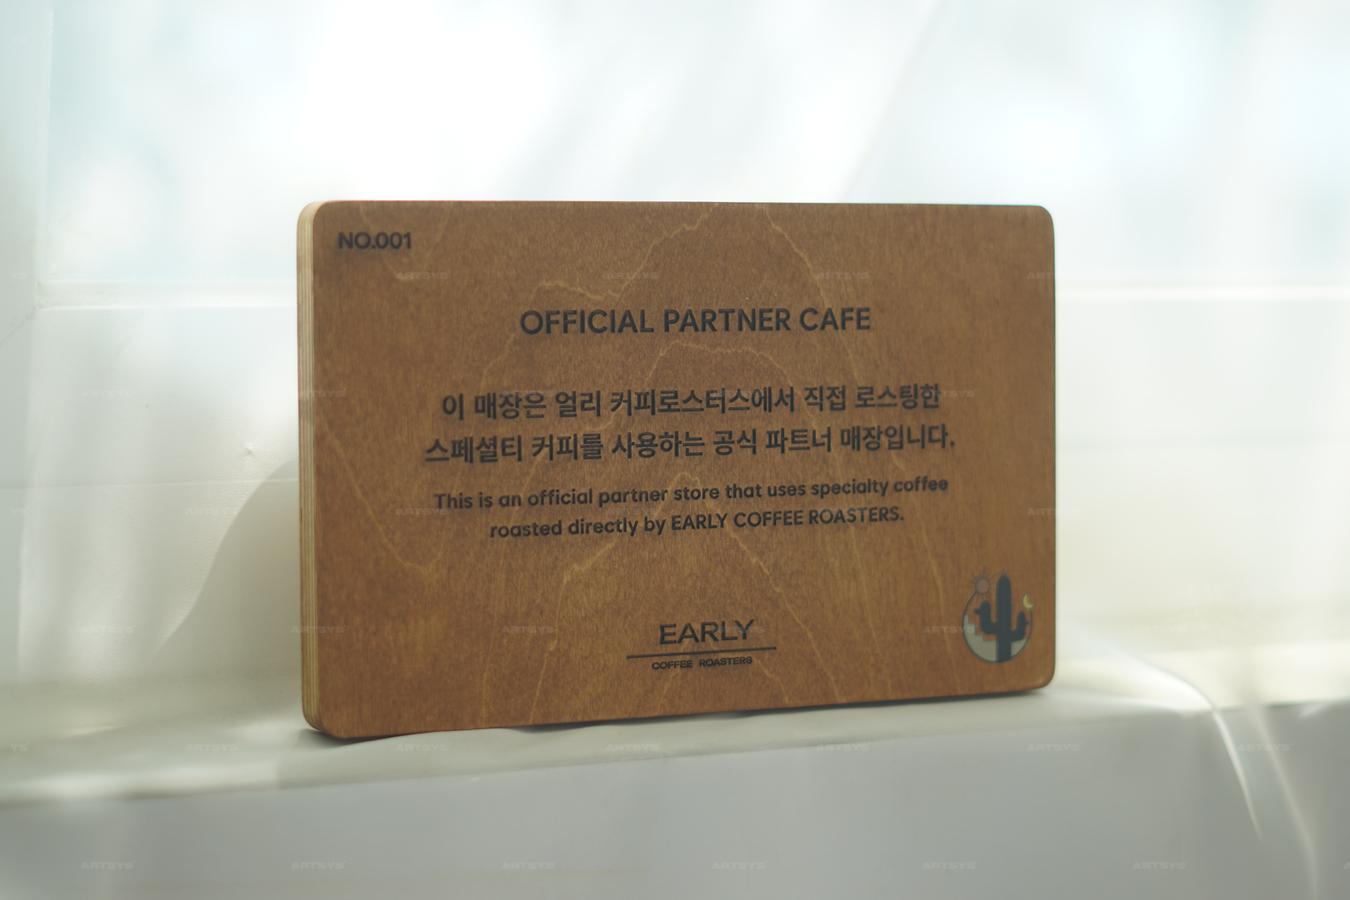 NO.001
OFFICIAL PARTNER CAFE
이 매장은 얼리 커피로스터스에서 직접 로스팅한
스페셜티 커피를 사용하는 공식 파트너 매장입니다.
This is an official partner store that uses specialty coffee
roasted directly by EARLY COFFEE ROASTERS.
EARLY
COFFEE ROASTERS
ARTSYS